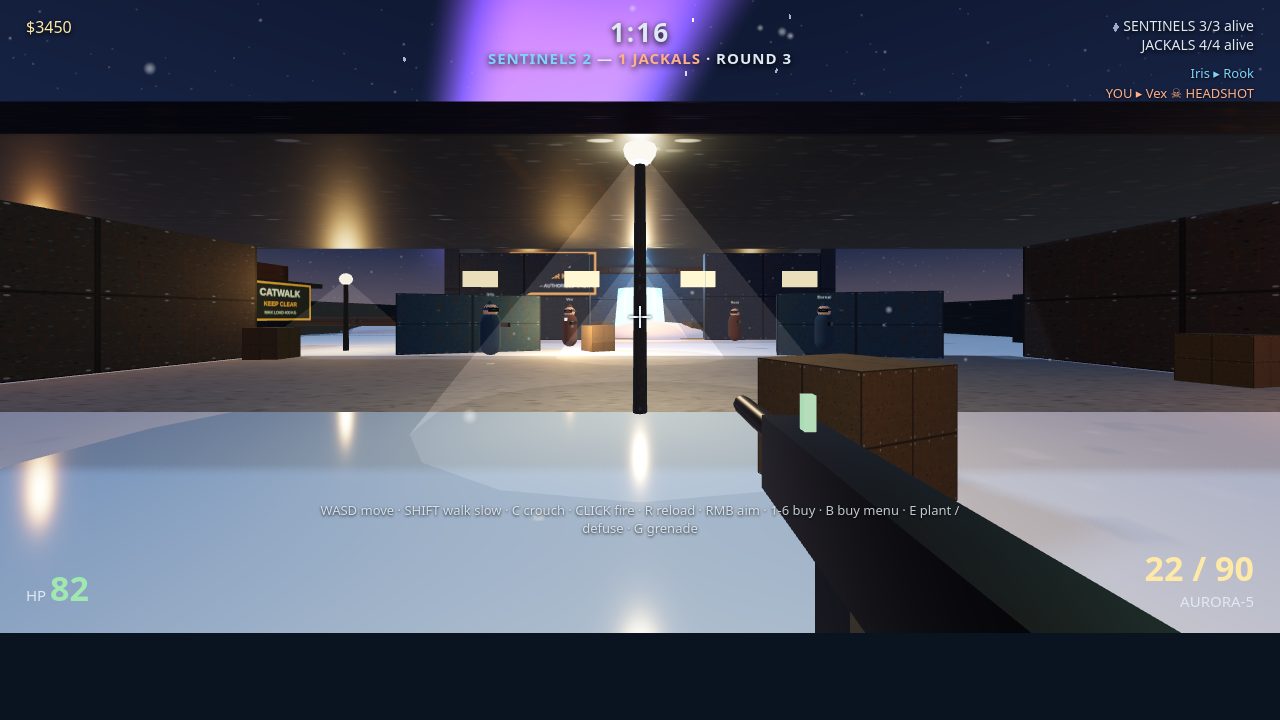 $3450
1:16
SENTINELS 2 — 1 JACKALS · ROUND 3
SENTINELS 3/3 alive
JACKALS 4/4 alive
Iris ▸ Rook
YOU ▸ Vex ☠ HEADSHOT
CATWALK
KEEP CLEAR
WASD move · SHIFT walk slow · C crouch · CLICK fire · R reload · RMB aim · 1-6 buy · B buy menu · E plant /
defuse · G grenade
HP 82
22 / 90
AURORA-5